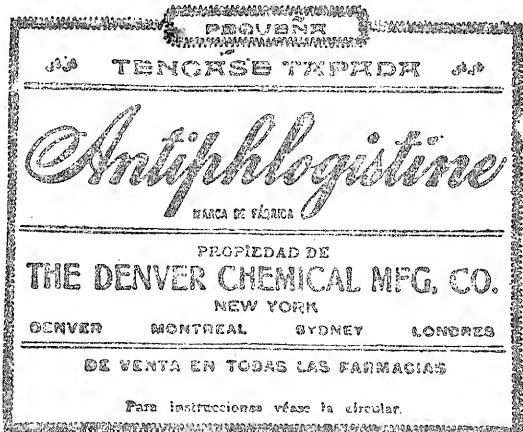 PEQUEÑA
TENGÁSE TAPADA
Antiphlogistine
MARCA DE FÁBRICA
PROPIEDAD DE
THE DENVER CHEMICAL MFG. CO.
NEW YORK
DENVER MONTREAL SYDNEY LONDRES
DE VENTA EN TODAS LAS FARMACIAS
Para instrucciones véase la circular.